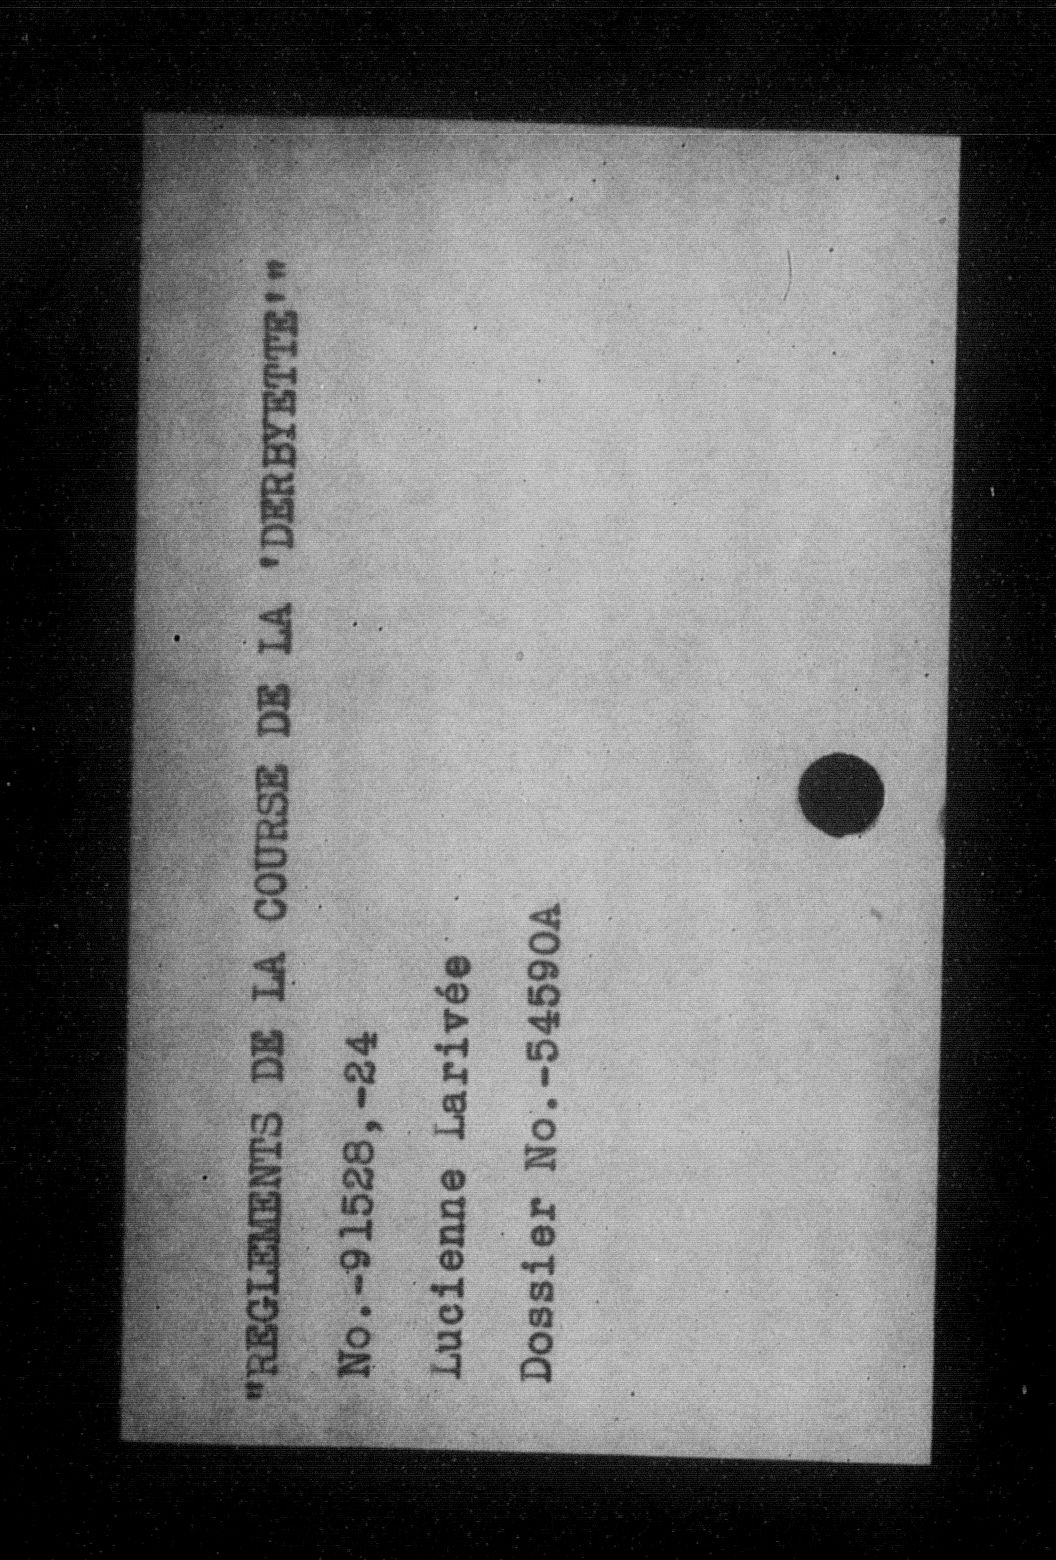 "REGLEMENTS DE LA COURSE DE LA 'DERBYETTE'"
No.-91528,-24
Lucienne Larivée
Dossier No.-54590A